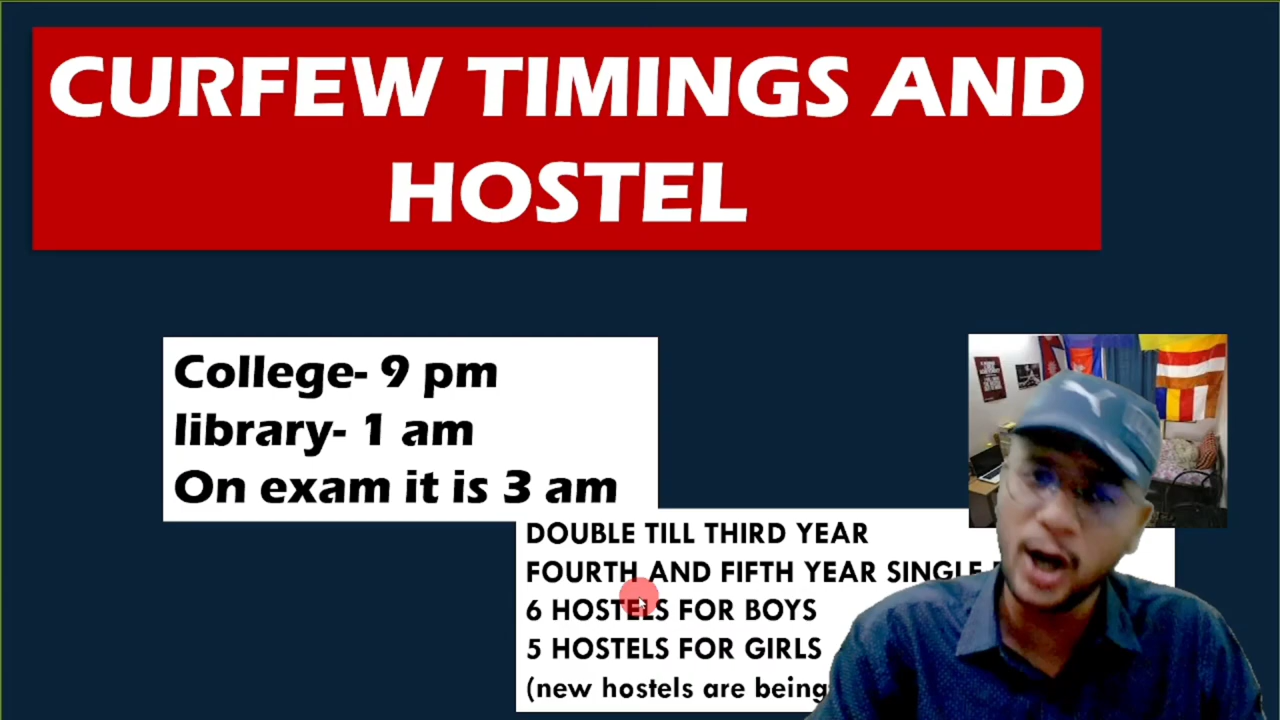 CURFEW TIMINGS AND
HOSTEL
College- 9 pm
library- 1 am
On exam it is 3 am
DOUBLE TILL THIRD YEAR
FOURTH AND FIFTH YEAR SINGLE
6 HOSTELS FOR BOYS
5 HOSTELS FOR GIRLS
(new hostels are being